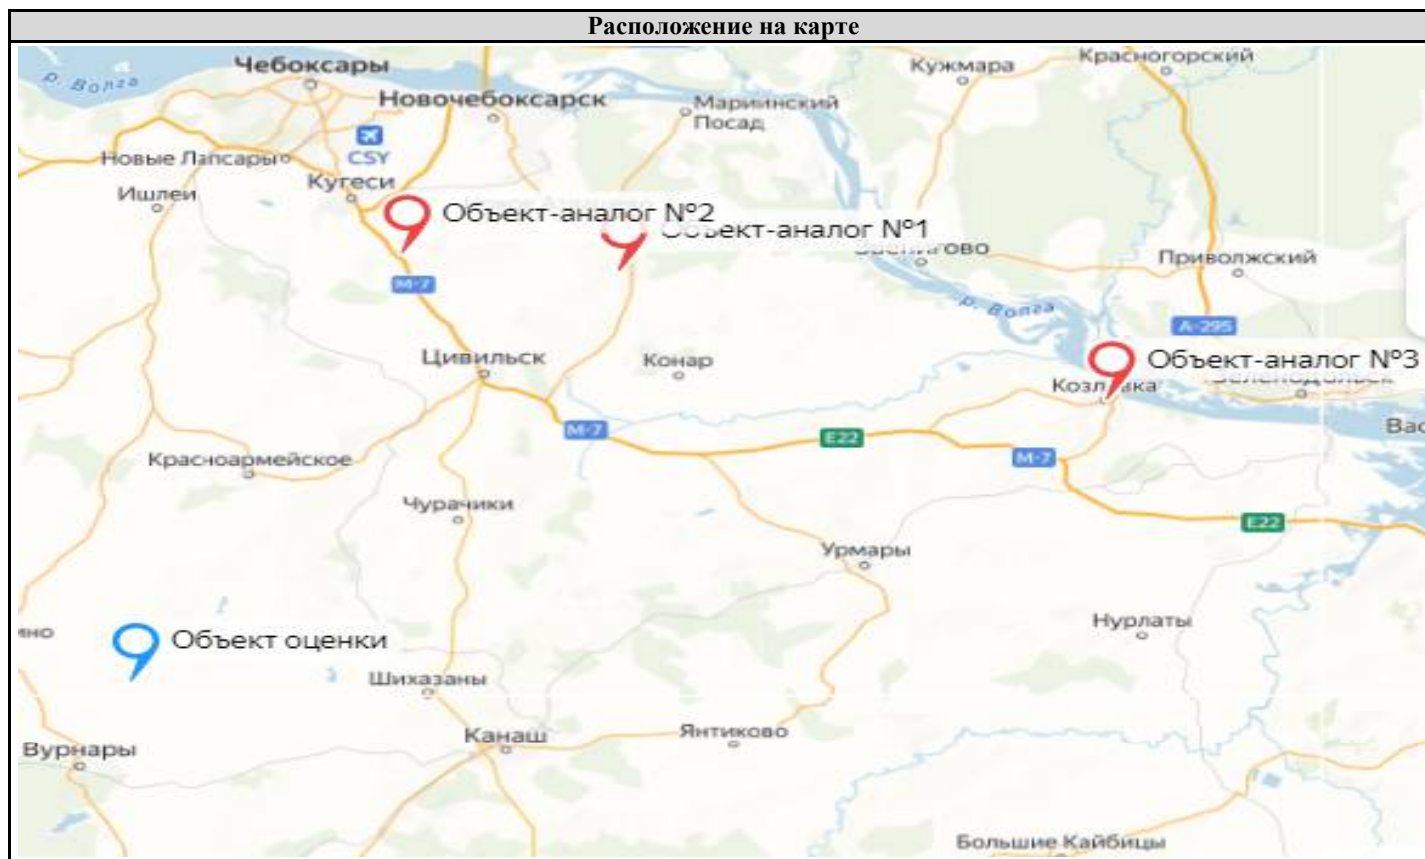 Расположение на карте
Чебоксары
Кужмара
Красногорский
р. Волга
Новочебоксарск
Мариинский
Посад
Новые Лапсары
CSY
Кугеси
Ишлеи
Объект-аналог №2
Объект-аналог №1
Приволжский
р. Волга
М-7
А-295
Цивильск
Конар
Объект-аналог №3
Вас
М-7
Е22
М-7
Красноармейское
Чурачики
Е22
Урмары
Нурлаты
ино
Объект оценки
Шихазаны
Канаш
Янтиково
Вурнары
Большие Кайбицы